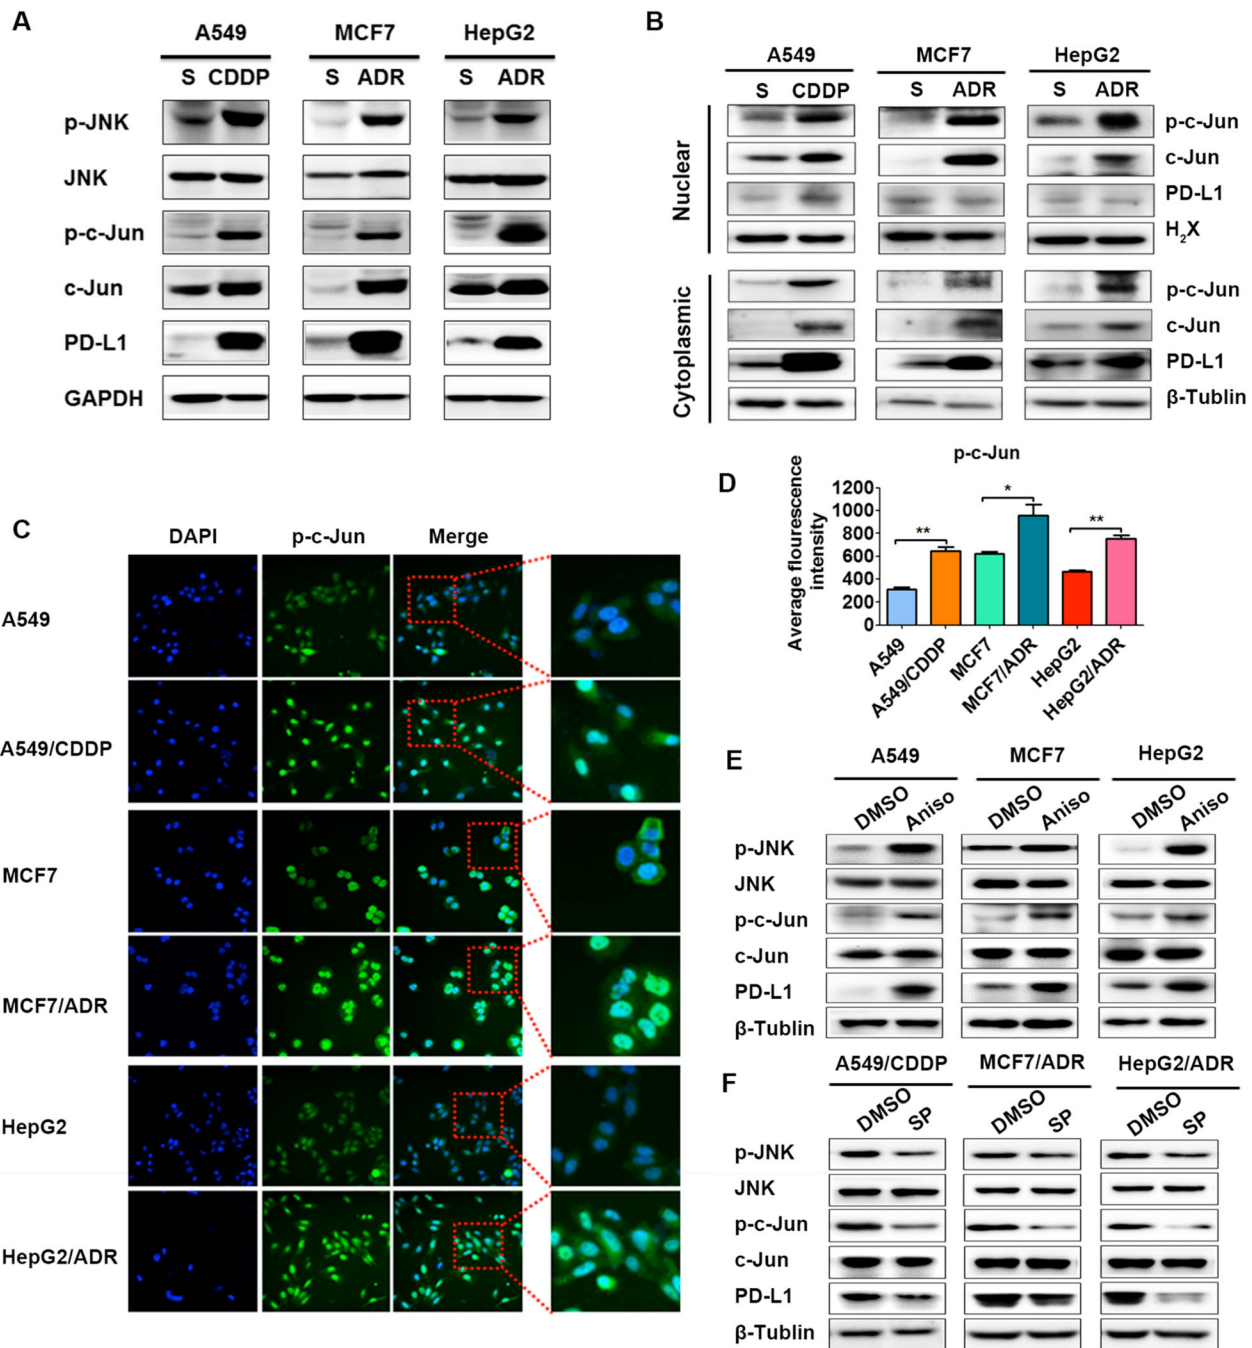 A
A549 MCF7 HepG2
S CDDP S ADR S ADR
p-JNK
JNK
p-c-Jun
c-Jun
PD-L1
GAPDH
B
A549 MCF7 HepG2
S CDDP S ADR S ADR
Nuclear
p-c-Jun
c-Jun
PD-L1
H₂X
Cytoplasmic
p-c-Jun
c-Jun
PD-L1
β-Tublin
C
DAPI p-c-Jun Merge
A549
A549/CDDP
MCF7
MCF7/ADR
HepG2
HepG2/ADR
D
p-c-Jun
Average flourescence
intensity
1200
1000
800
600
400
200
0
** * **
A549 A549/CDDP MCF7 MCF7/ADR HepG2 HepG2/ADR
E
A549 MCF7 HepG2
DMSO Aniso DMSO Aniso DMSO Aniso
p-JNK
JNK
p-c-Jun
c-Jun
PD-L1
β-Tublin
F
A549/CDDP MCF7/ADR HepG2/ADR
DMSO SP DMSO SP DMSO SP
p-JNK
JNK
p-c-Jun
c-Jun
PD-L1
β-Tublin